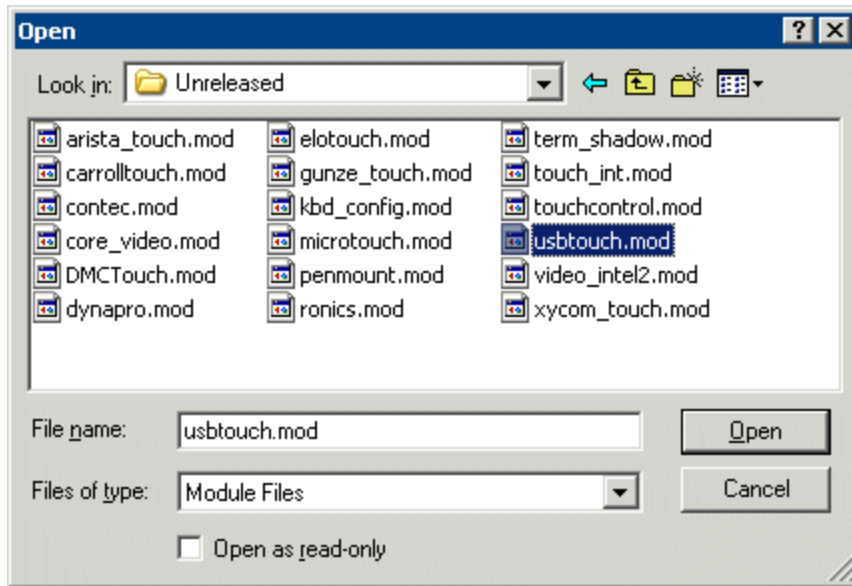 Open
Look in: Unreleased
arista_touch.mod elotouch.mod term_shadow.mod
carrolltouch.mod gunze_touch.mod touch_int.mod
contec.mod kbd_config.mod touchcontrol.mod
core_video.mod microtouch.mod usbtouch.mod
DMCTouch.mod penmount.mod video_intel2.mod
dynapro.mod ronics.mod xycom_touch.mod
File name: usbtouch.mod Open
Files of type: Module Files Cancel
Open as read-only